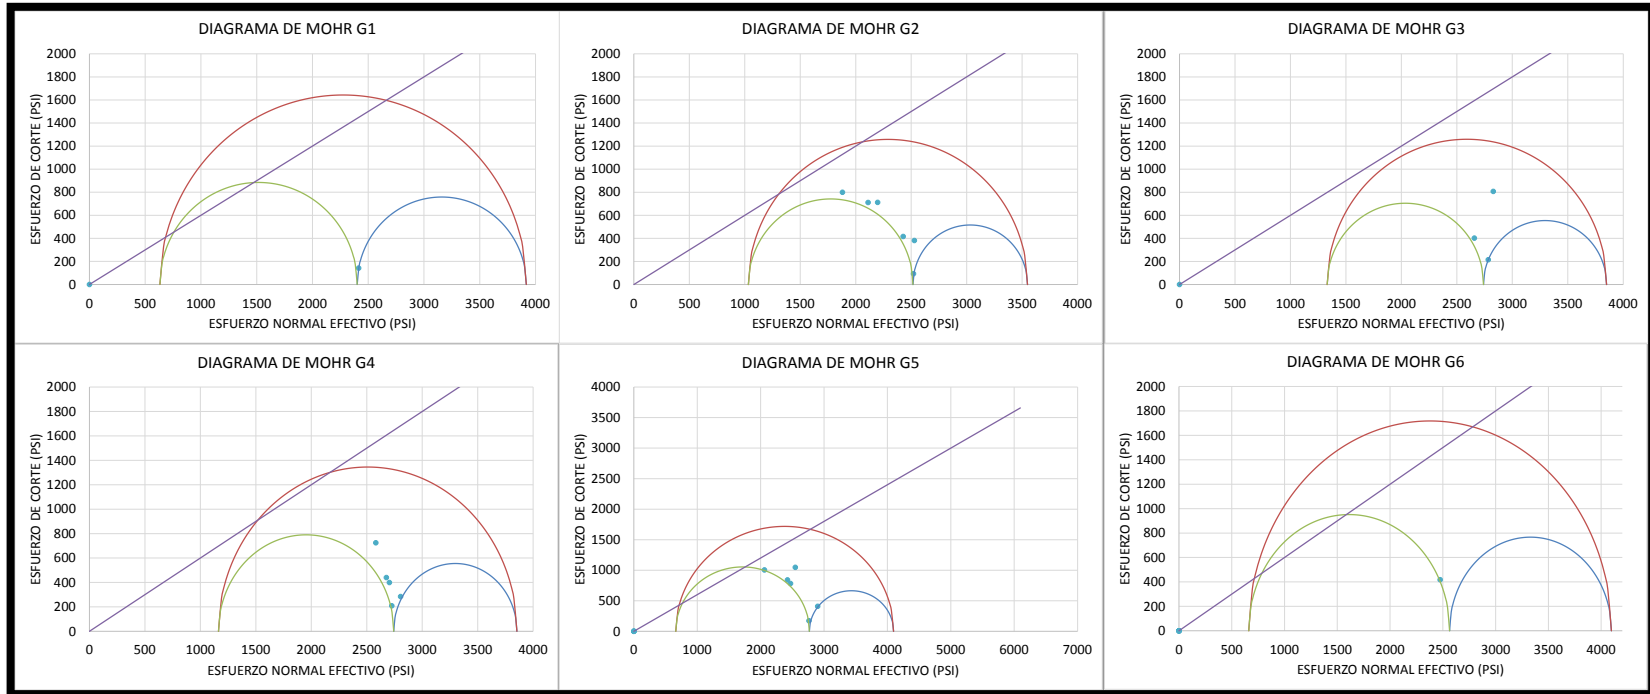 DIAGRAMA DE MOHR G1
ESFUERZO DE CORTE (PSI)
2000
1800
1600
1400
1200
1000
800
600
400
200
0
0 500 1000 1500 2000 2500 3000 3500 4000
ESFUERZO NORMAL EFECTIVO (PSI)
DIAGRAMA DE MOHR G2
ESFUERZO DE CORTE (PSI)
2000
1800
1600
1400
1200
1000
800
600
400
200
0
0 500 1000 1500 2000 2500 3000 3500 4000
ESFUERZO NORMAL EFECTIVO (PSI)
DIAGRAMA DE MOHR G3
ESFUERZO DE CORTE (PSI)
2000
1800
1600
1400
1200
1000
800
600
400
200
0
0 500 1000 1500 2000 2500 3000 3500 4000
ESFUERZO NORMAL EFECTIVO (PSI)
DIAGRAMA DE MOHR G4
ESFUERZO DE CORTE (PSI)
2000
1800
1600
1400
1200
1000
800
600
400
200
0
0 500 1000 1500 2000 2500 3000 3500 4000
ESFUERZO NORMAL EFECTIVO (PSI)
DIAGRAMA DE MOHR G5
ESFUERZO DE CORTE (PSI)
4000
3500
3000
2500
2000
1500
1000
500
0
0 1000 2000 3000 4000 5000 6000 7000
ESFUERZO NORMAL EFECTIVO (PSI)
DIAGRAMA DE MOHR G6
ESFUERZO DE CORTE (PSI)
2000
1800
1600
1400
1200
1000
800
600
400
200
0
0 500 1000 1500 2000 2500 3000 3500 4000
ESFUERZO NORMAL EFECTIVO (PSI)